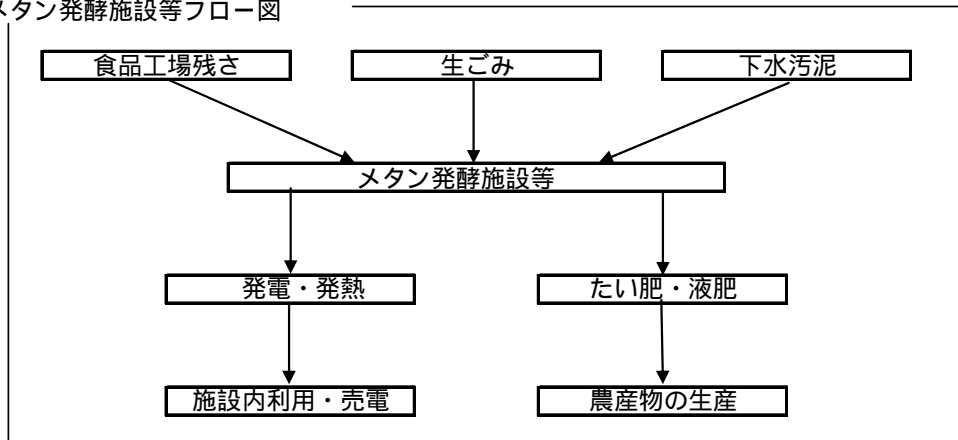 メタン発酵施設等フロー図
食品工場残さ
生ごみ
下水汚泥
メタン発酵施設等
発電・発熱
たい肥・液肥
施設内利用・売電
農産物の生産